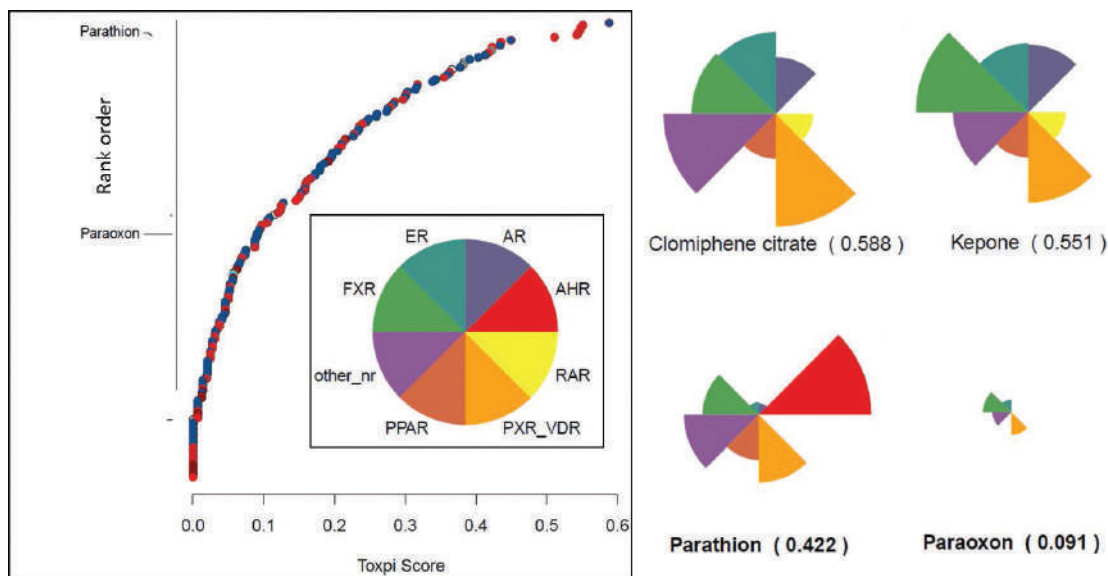 Parathion
Rank order
Paraoxon
ER
AR
FXR
AHR
other_nr
RAR
PPAR
PXR_VDR
0.0 0.1 0.2 0.3 0.4 0.5 0.6
Toxpi Score
Clomiphene citrate ( 0.588 )
Kepone ( 0.551 )
Parathion ( 0.422 )
Paraoxon ( 0.091 )